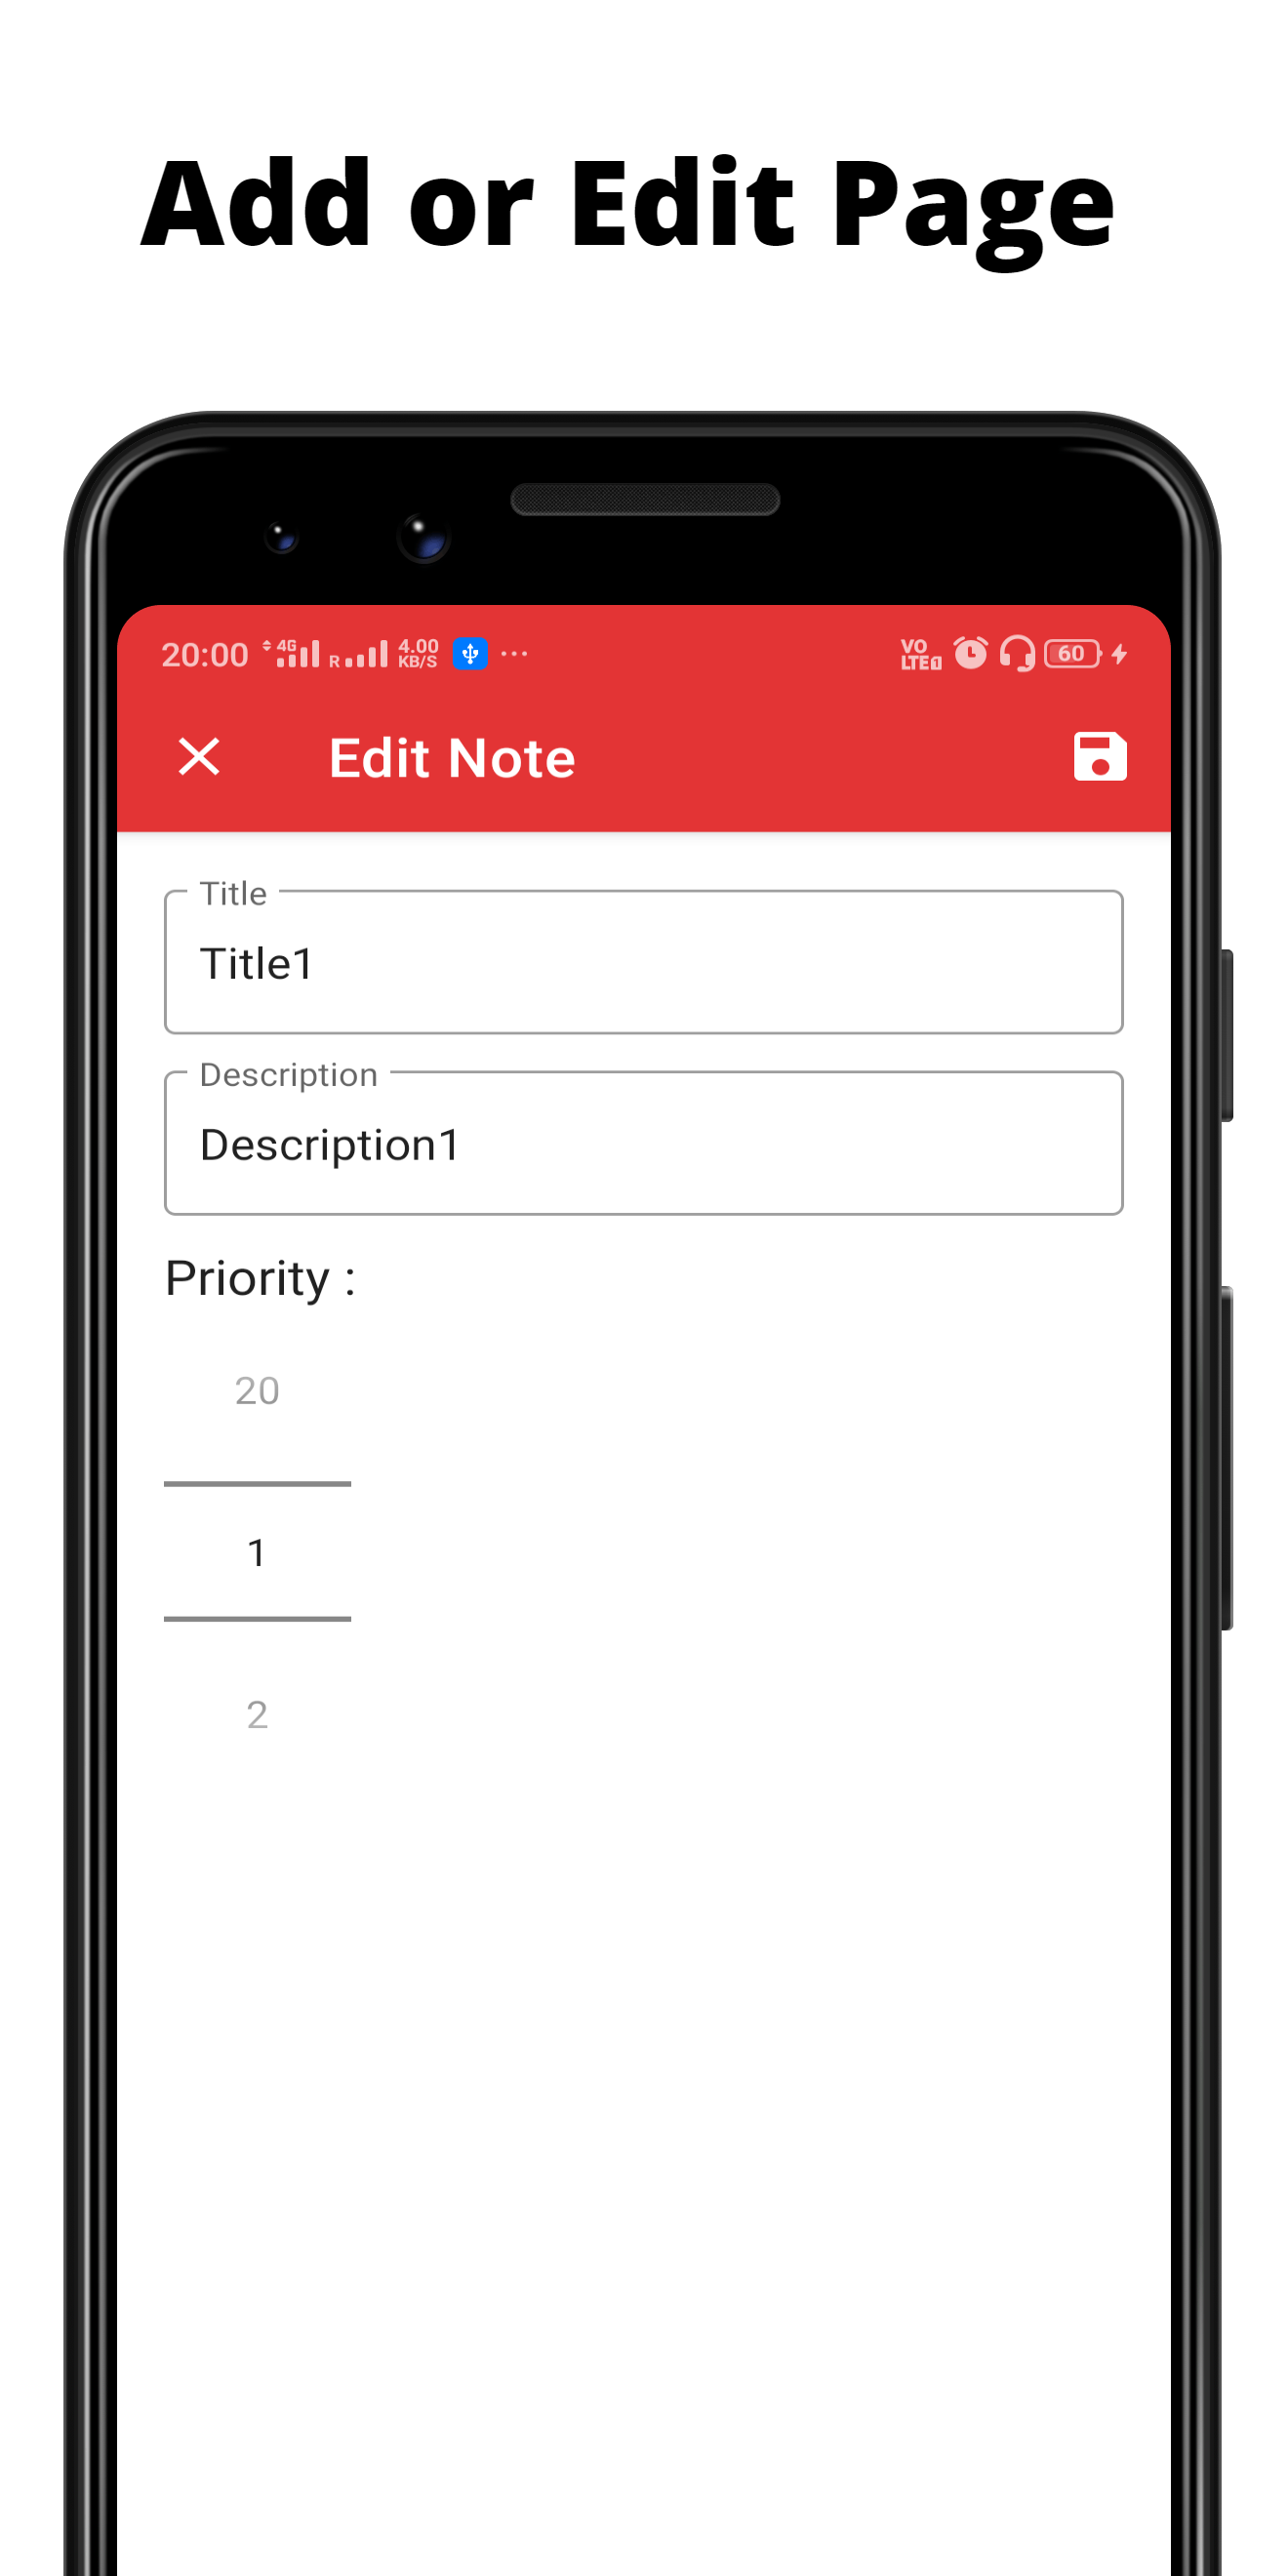 Add or Edit Page
20:00 4G R 4.00 KB/S ... VO LTE1 60
Edit Note
Title
Title1
Description
Description1
Priority :
20
1
2